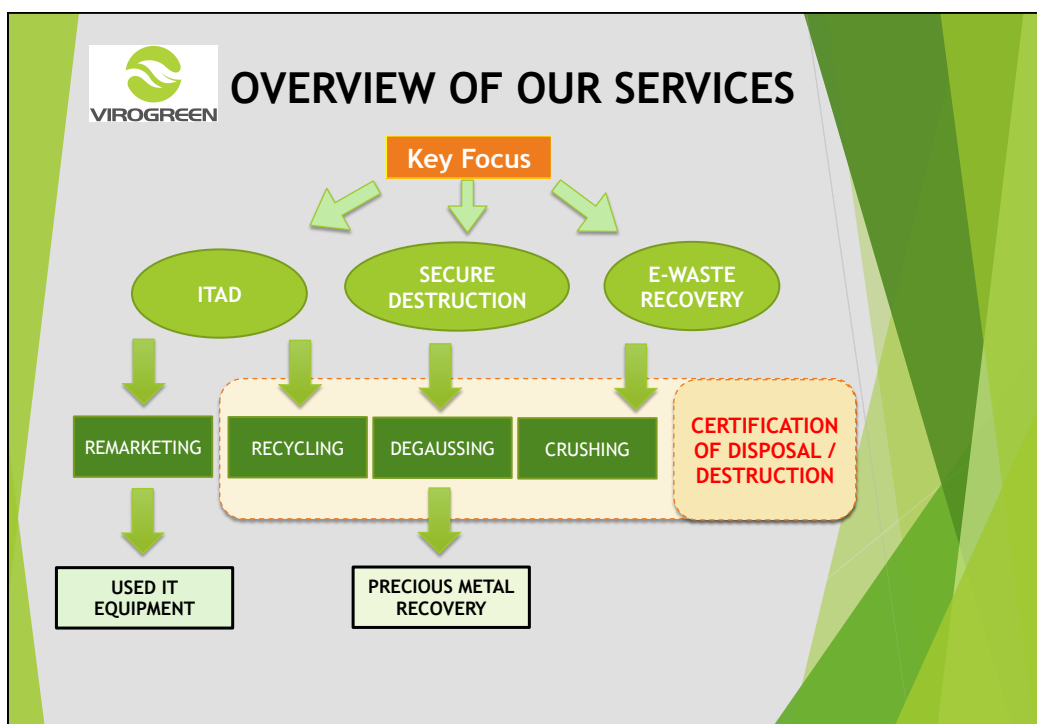 VIROGREEN
OVERVIEW OF OUR SERVICES
Key Focus
ITAD
SECURE
DESTRUCTION
E-WASTE
RECOVERY
REMARKETING
RECYCLING
DEGAUSSING
CRUSHING
CERTIFICATION
OF DISPOSAL /
DESTRUCTION
USED IT
EQUIPMENT
PRECIOUS METAL
RECOVERY